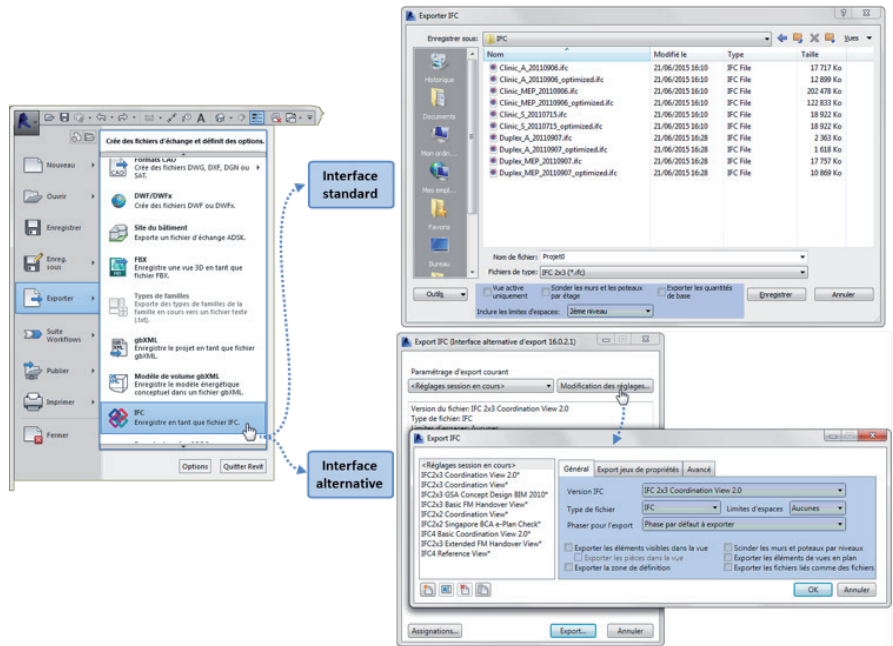 Crée des fichiers d'échange et définit des options.
Nouveau
Ouvrir
Enregistrer
Enreg. sous
Exporter
Suite Workflows
Publier
Imprimer
Fermer
Formats CAO
Crée des fichiers DWG, DXF, DGN ou SAT.
DWF/DWFx
Crée des fichiers DWF ou DWFx.
Site du bâtiment
Exporte un fichier d'échange ADSK.
FBX
Enregistre une vue 3D en tant que fichier FBX.
Types de familles
Exporte des types de familles de la famille en cours vers un fichier texte (.txt).
gbXML
Enregistre le projet en tant que fichier gbXML.
Modèle de volume gbXML
Enregistre le modèle énergétique conceptuel dans un fichier gbXML.
IFC
Enregistre en tant que fichier IFC.
Options
Quitter Revit
Interface standard
Interface alternative
Exporter IFC
Enregistrer sous:
IFC
Vues
Nom
Modifié le
Type
Taille
Clinic_A_20110906.ifc 21/06/2015 16:10 IFC File 17 717 Ko
Clinic_A_20110906_optimized.ifc 21/06/2015 16:10 IFC File 12 899 Ko
Clinic_MEP_20110906.ifc 21/06/2015 16:10 IFC File 202 478 Ko
Clinic_MEP_20110906_optimized.ifc 21/06/2015 16:10 IFC File 122 833 Ko
Clinic_S_20110715.ifc 21/06/2015 16:10 IFC File 18 922 Ko
Clinic_S_20110715_optimized.ifc 21/06/2015 16:10 IFC File 18 922 Ko
Duplex_A_20110907.ifc 21/06/2015 16:28 IFC File 2 363 Ko
Duplex_A_20110907_optimized.ifc 21/06/2015 16:28 IFC File 1 618 Ko
Duplex_MEP_20110907.ifc 21/06/2015 16:28 IFC File 17 757 Ko
Duplex_MEP_20110907_optimized.ifc 21/06/2015 16:28 IFC File 10 869 Ko
Historique
Documents
Mon ordin...
Mes empl...
Favoris
Bureau
Nom de fichier: Projet0
Fichiers de type: IFC 2x3 (*.ifc)
Outils
Vue active uniquement
Scinder les murs et les poteaux par étage
Exporter les quantités de base
Inclure les limites d'espaces: 2ème niveau
Enregistrer
Annuler
Export IFC (Interface alternative d'export 16.0.2.1)
Paramétrage d'export courant
<Réglages session en cours>
Modification des réglages...
Version du fichier: IFC 2x3 Coordination View 2.0
Type de fichier: IFC
Limites d'espaces: Aucunes
Export IFC
<Réglages session en cours>
IFC2x3 Coordination View 2.0*
IFC2x3 Coordination View*
IFC2x3 GSA Concept Design BIM 2010*
IFC2x3 Basic FM Handover View*
IFC2x2 Coordination View*
IFC2x2 Singapore BCA e-Plan Check*
IFC4 Basic Coordination View 2.0*
IFC2x3 Extended FM Handover View*
IFC4 Reference View*
Général
Export jeux de propriétés
Avancé
Version IFC
IFC 2x3 Coordination View 2.0
Type de fichier
IFC
Limites d'espaces
Aucunes
Phaser pour l'export
Phase par défaut à exporter
Exporter les éléments visibles dans la vue
Exporter les pièces dans la vue
Exporter la zone de définition
Scinder les murs et poteaux par niveaux
Exporter les éléments de vues en plan
Exporter les fichiers liés comme des fichiers
OK
Annuler
Assignations...
Export...
Annuler